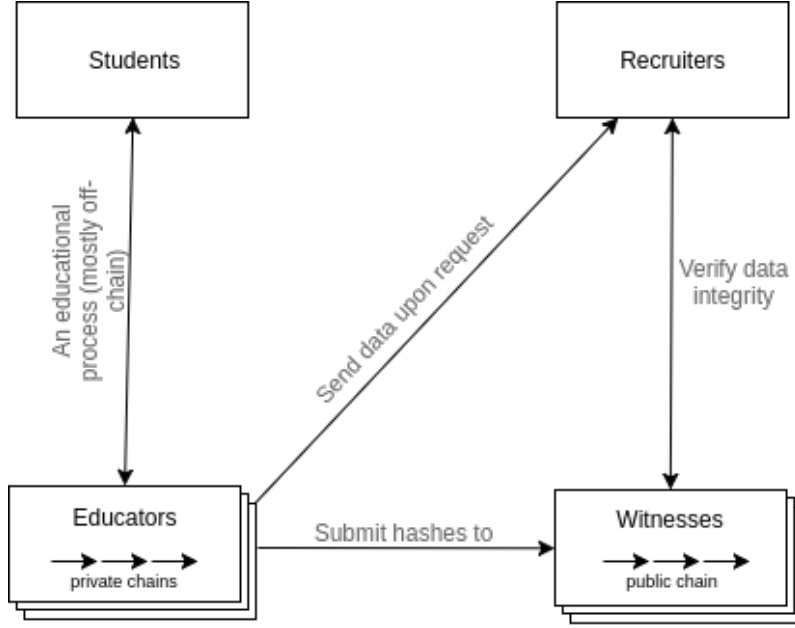 Students
Recruiters
An educational
process (mostly off-
chain)
Send data upon request
Verify data
integrity
Educators
private chains
Submit hashes to
Witnesses
public chain